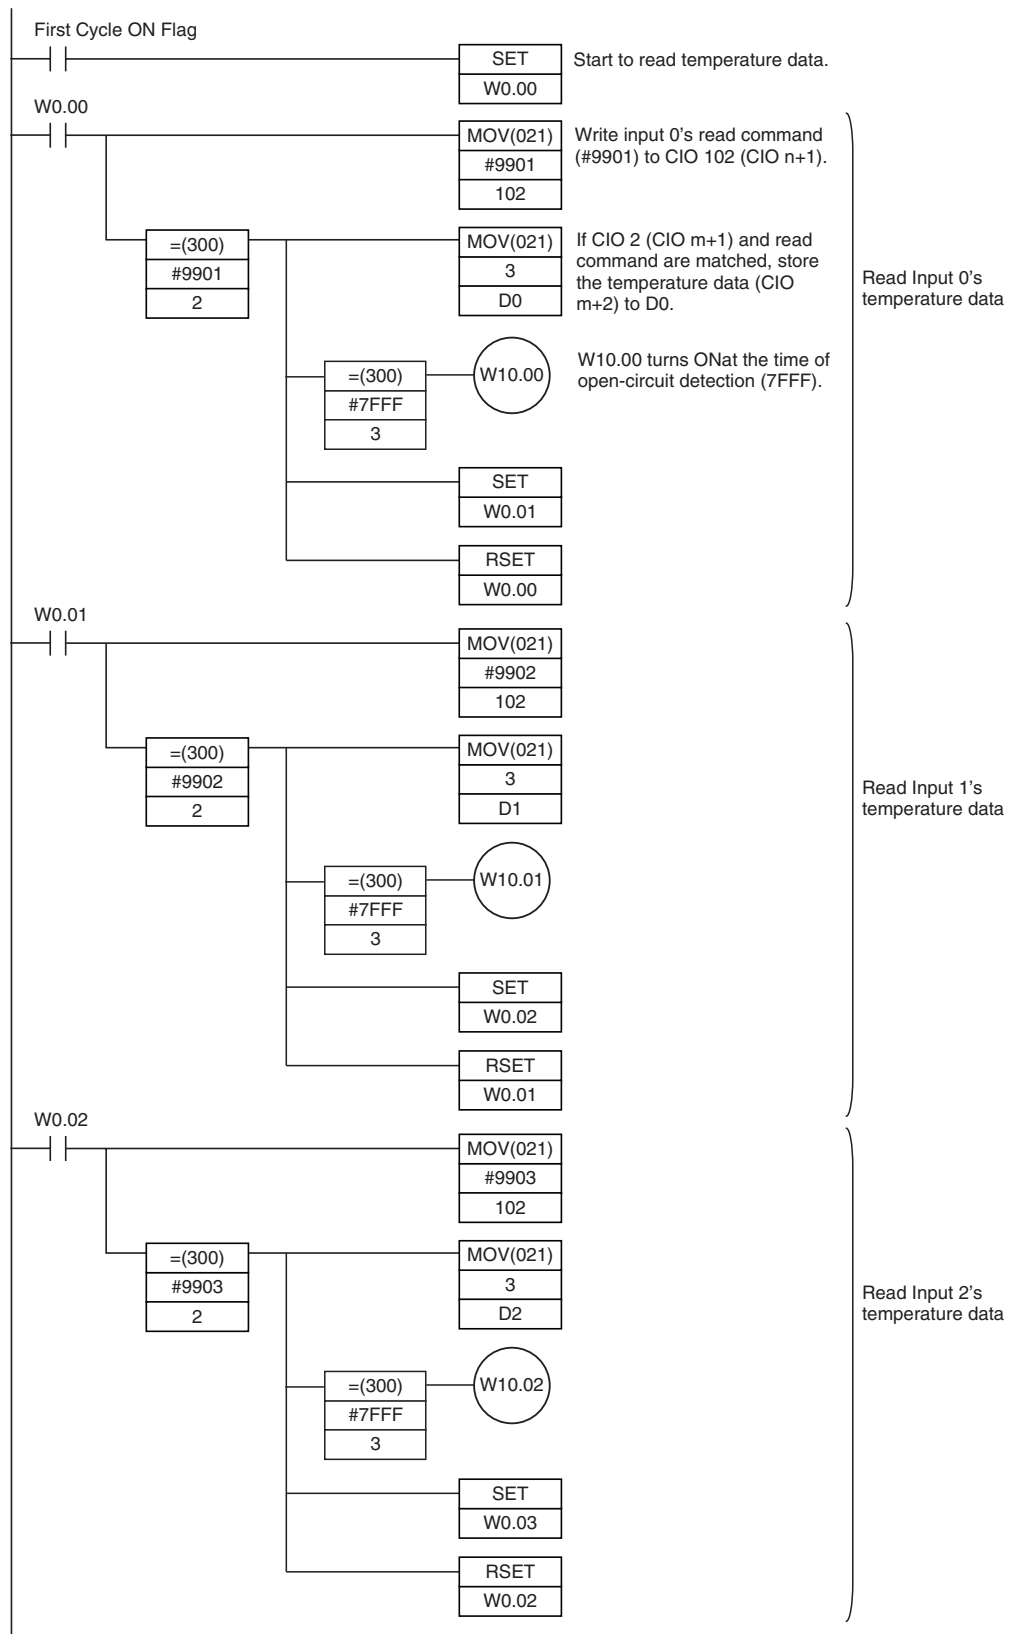 First Cycle ON Flag
SET
W0.00
Start to read temperature data.
W0.00
MOV(021)
#9901
102
Write input 0's read command
(#9901) to CIO 102 (CIO n+1).
=(300)
#9901
2
MOV(021)
3
D0
If CIO 2 (CIO m+1) and read
command are matched, store
the temperature data (CIO
m+2) to D0.
Read Input 0's
temperature data
=(300)
#7FFF
3
W10.00
W10.00 turns ONat the time of
open-circuit detection (7FFF).
SET
W0.01
RSET
W0.00
W0.01
MOV(021)
#9902
102
=(300)
#9902
2
MOV(021)
3
D1
Read Input 1's
temperature data
=(300)
#7FFF
3
W10.01
SET
W0.02
RSET
W0.01
W0.02
MOV(021)
#9903
102
=(300)
#9903
2
MOV(021)
3
D2
Read Input 2's
temperature data
=(300)
#7FFF
3
W10.02
SET
W0.03
RSET
W0.02